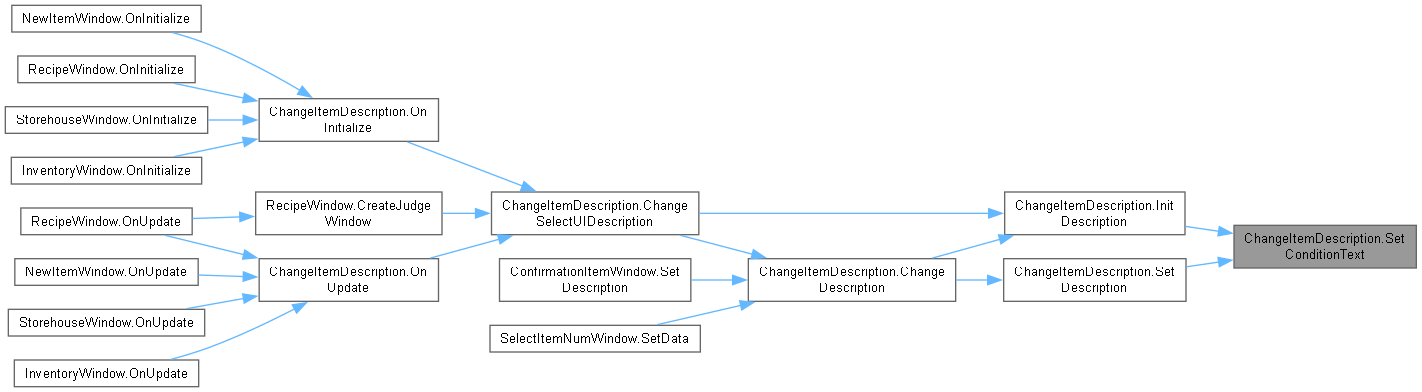 NewItemWindow.OnInitialize
RecipeWindow.OnInitialize
StorehouseWindow.OnInitialize
InventoryWindow.OnInitialize
ChangeItemDescription.On
Initialize
RecipeWindow.OnUpdate
NewItemWindow.OnUpdate
StorehouseWindow.OnUpdate
InventoryWindow.OnUpdate
RecipeWindow.CreateJudge
Window
ChangeItemDescription.On
Update
ChangeItemDescription.Change
SelectUIDescription
ConfirmationItemWindow.Set
Description
SelectItemNumWindow.SetData
ChangeItemDescription.Change
Description
ChangeItemDescription.Init
Description
ChangeItemDescription.Set
Description
ChangeItemDescription.Set
ConditionText